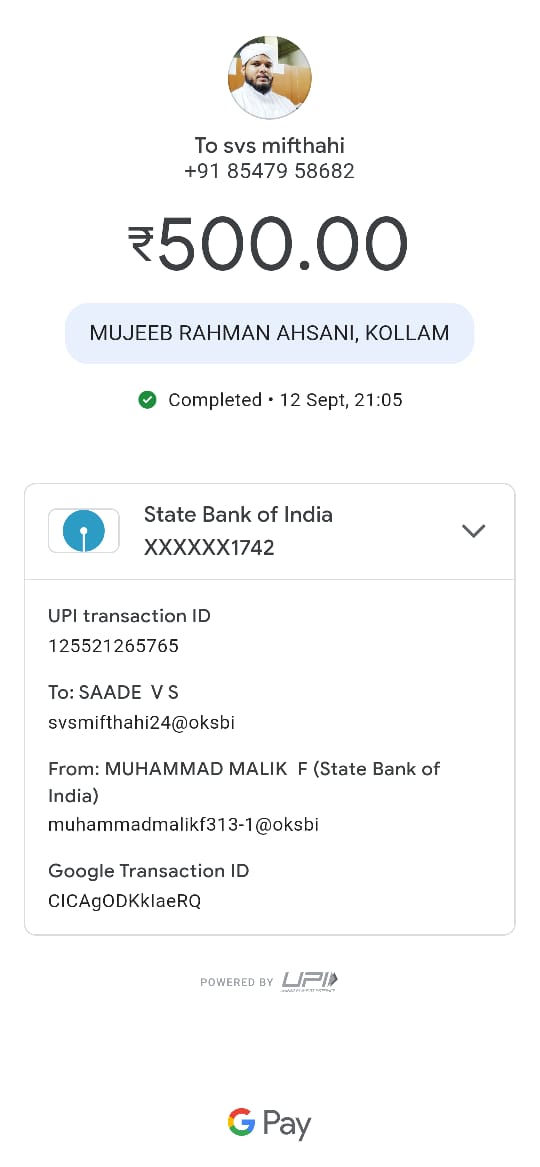 To svs mifthahi
+91 85479 58682
₹500.00
MUJEEB RAHMAN AHSANI, KOLLAM
Completed • 12 Sept, 21:05
State Bank of India
XXXXXX1742
UPI transaction ID
125521265765
To: SAADE V S
svsmifthahi24@oksbi
From: MUHAMMAD MALIK F (State Bank of
India)
muhammadmalikf313-1@oksbi
Google Transaction ID
CICAgODKkIaeRQ
POWERED BY UPI
G Pay